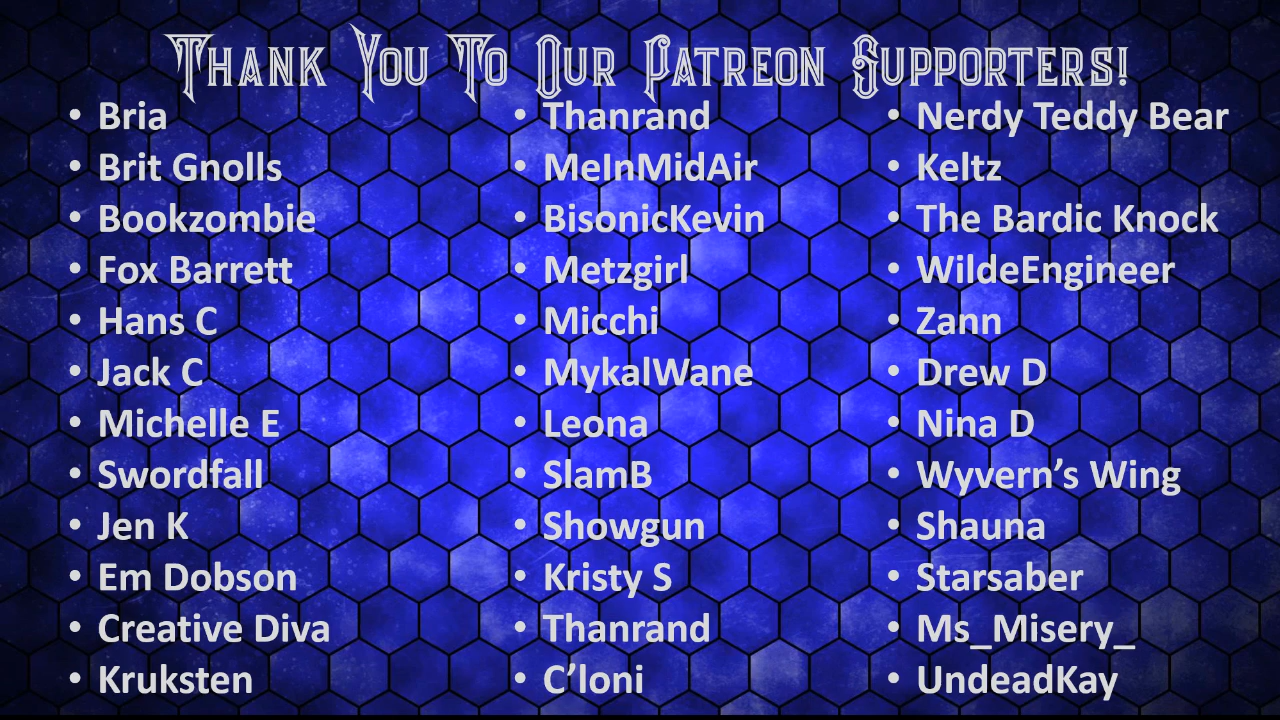 Thank You To Our Patreon Supporters!
• Bria
• Brit Gnolls
• Bookzombie
• Fox Barrett
• Hans C
• Jack C
• Michelle E
• Swordfall
• Jen K
• Em Dobson
• Creative Diva
• Kruksten
• Thanrand
• MeInMidAir
• BisonicKevin
• Metzgirl
• Micchi
• MykalWane
• Leona
• SlamB
• Showgun
• Kristy S
• Thanrand
• C’loni
• Nerdy Teddy Bear
• Keltz
• The Bardic Knock
• WildeEngineer
• Zann
• Drew D
• Nina D
• Wyvern’s Wing
• Shauna
• Starsaber
• Ms_Misery_
• UndeadKay